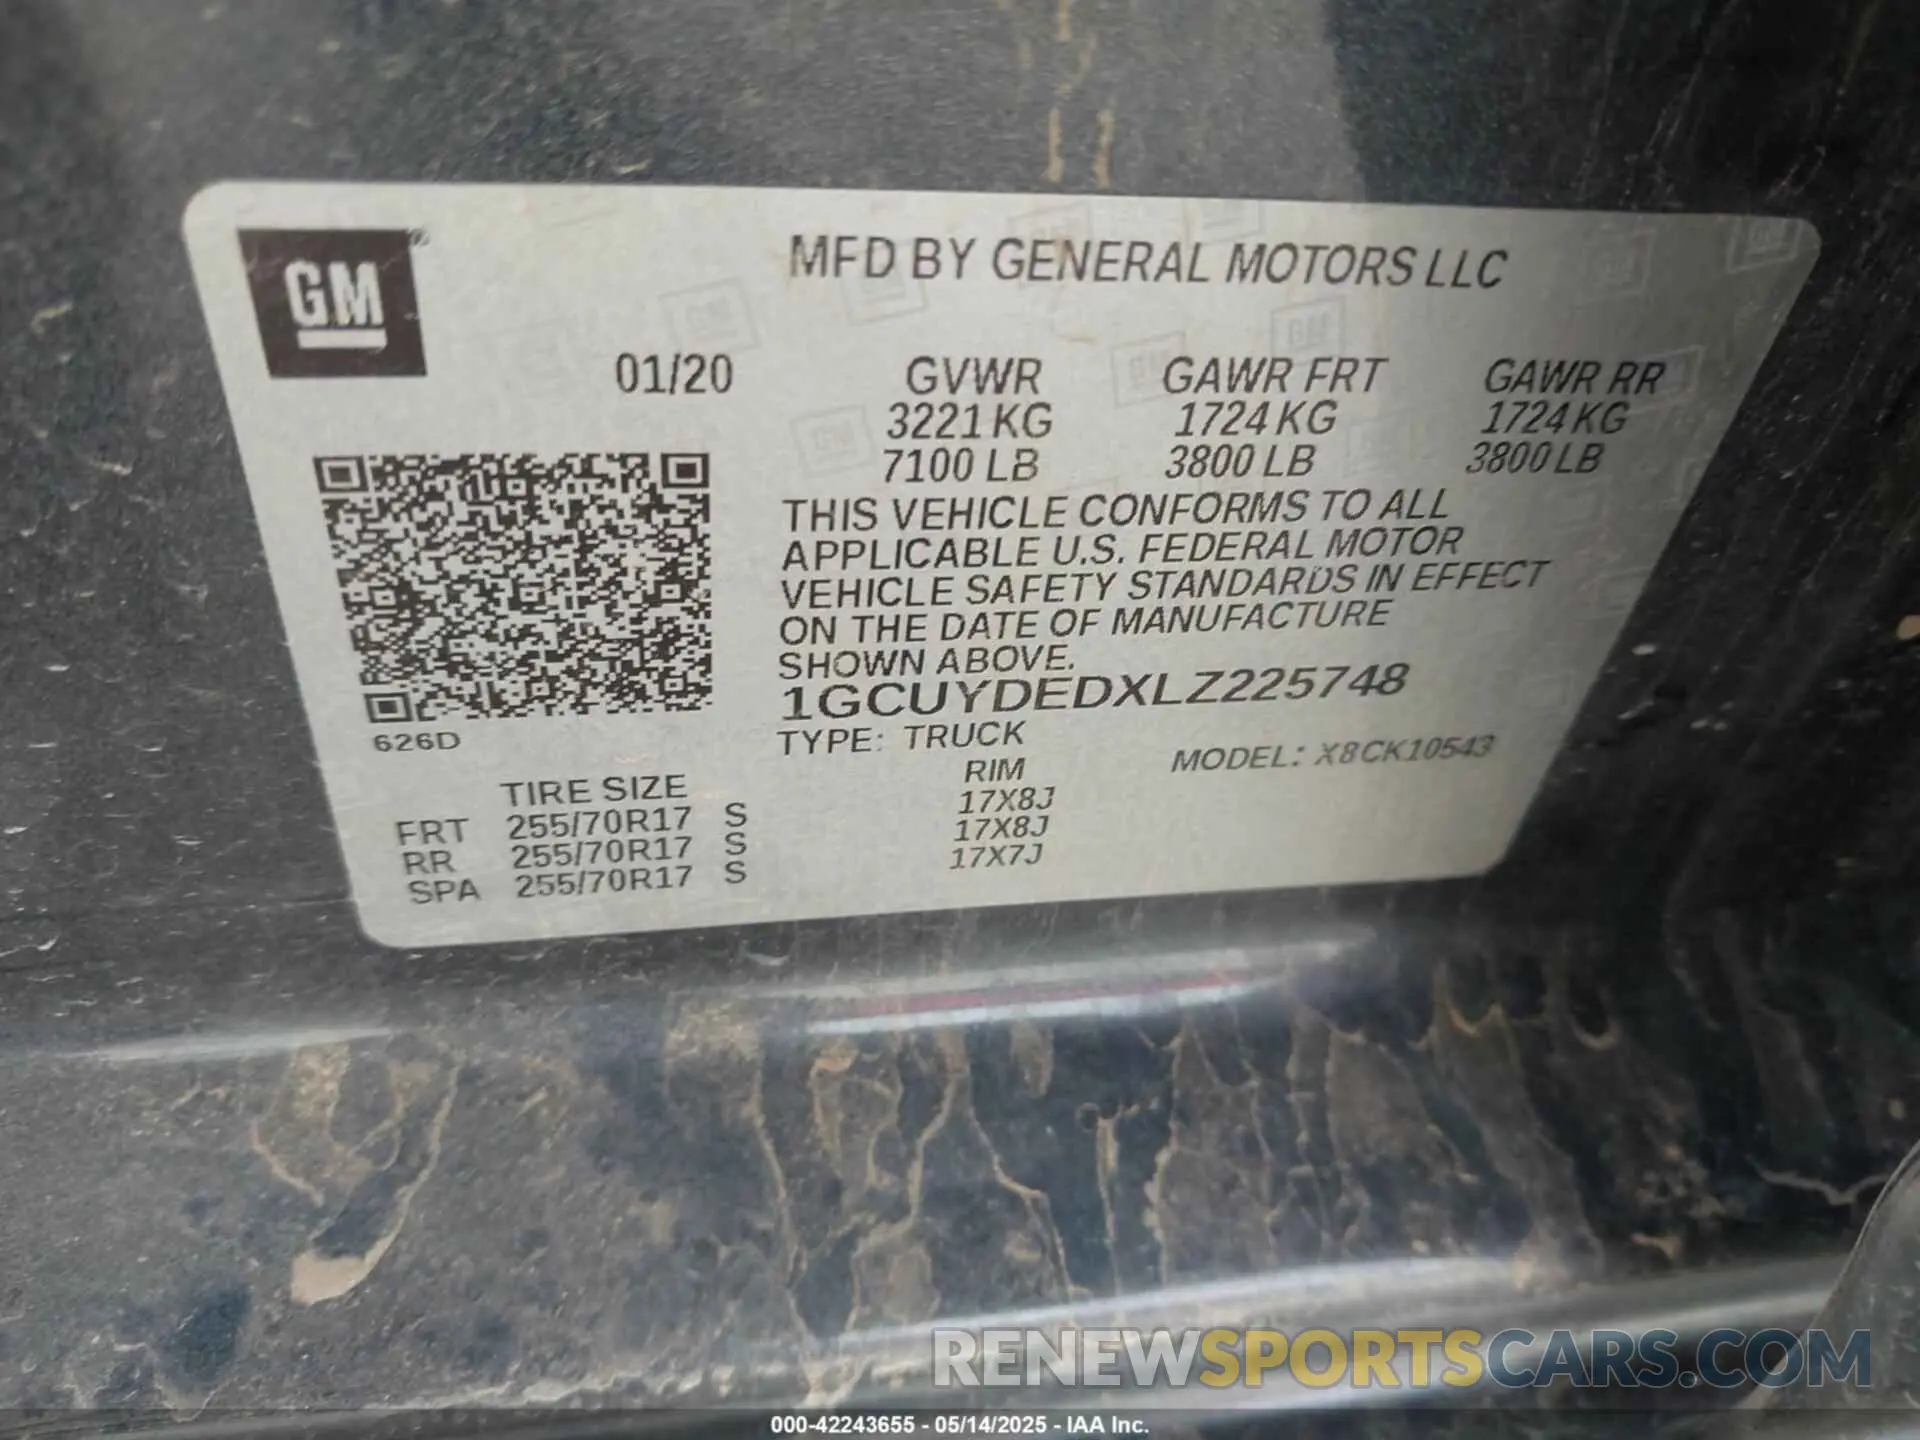 GM
MFD BY GENERAL MOTORS LLC
01/20 GVWR GAWR FRT GAWR RR
3221 KG 1724 KG 1724 KG
7100 LB 3800 LB 3800 LB
THIS VEHICLE CONFORMS TO ALL
APPLICABLE U.S. FEDERAL MOTOR
VEHICLE SAFETY STANDARDS IN EFFECT
ON THE DATE OF MANUFACTURE
SHOWN ABOVE.
1GCUYDEDXLZ225748
626D
TYPE: TRUCK MODEL: X8CK10543
TIRE SIZE RIM
FRT 255/70R17 S 17X8J
RR 255/70R17 S 17X8J
SPA 255/70R17 S 17X7J
RENEWSPORTSCARS.COM
000-42243655 - 05/14/2025 - IAA Inc.